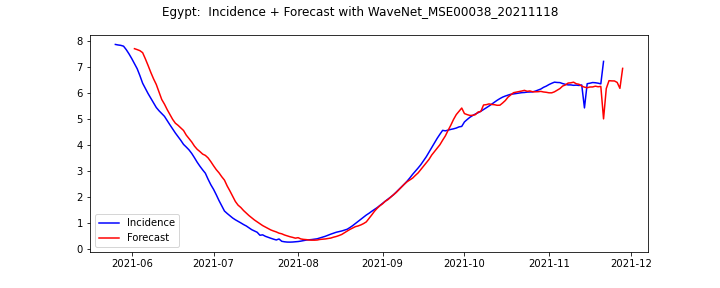 Egypt:  Incidence + Forecast with WaveNet_MSE00038_20211118
8
7
6
5
4
3
2
1
0
Incidence
Forecast
2021-06 2021-07 2021-08 2021-09 2021-10 2021-11 2021-12